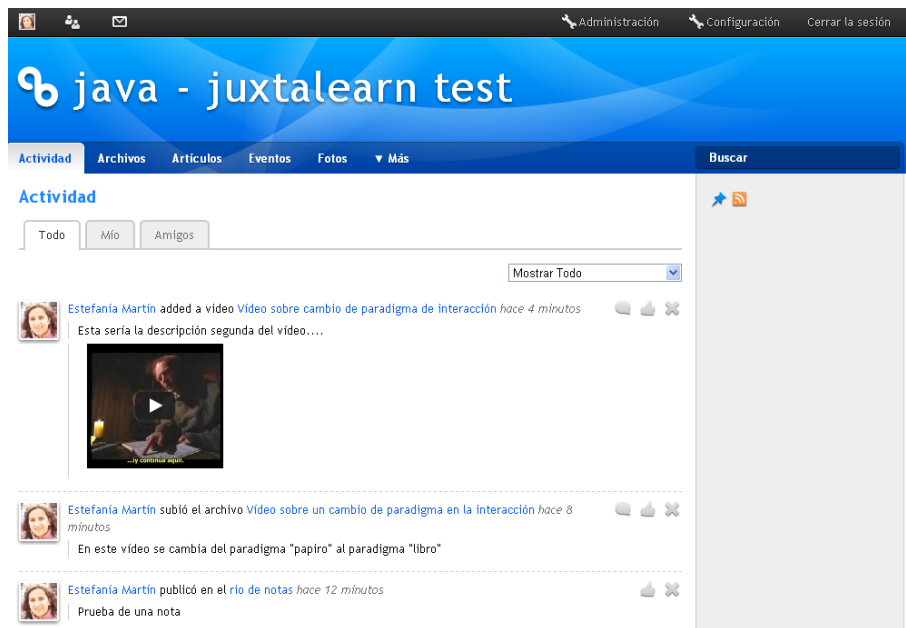 Administración Configuración Cerrar la sesión
java - juxtalearn test
Actividad Archivos Artículos Eventos Fotos ▼ Más Buscar
Actividad
Todo Mío Amigos
Mostrar Todo
Estefanía Martín added a video Vídeo sobre cambio de paradigma de interacción hace 4 minutos
Esta sería la descripción segunda del vídeo....
...¡y continúa aquí.
Estefanía Martín subió el archivo Vídeo sobre un cambio de paradigma en la interacción hace 8
minutos
En este vídeo se cambia del paradigma "papiro" al paradigma "libro"
Estefanía Martín publicó en el río de notas hace 12 minutos
Prueba de una nota